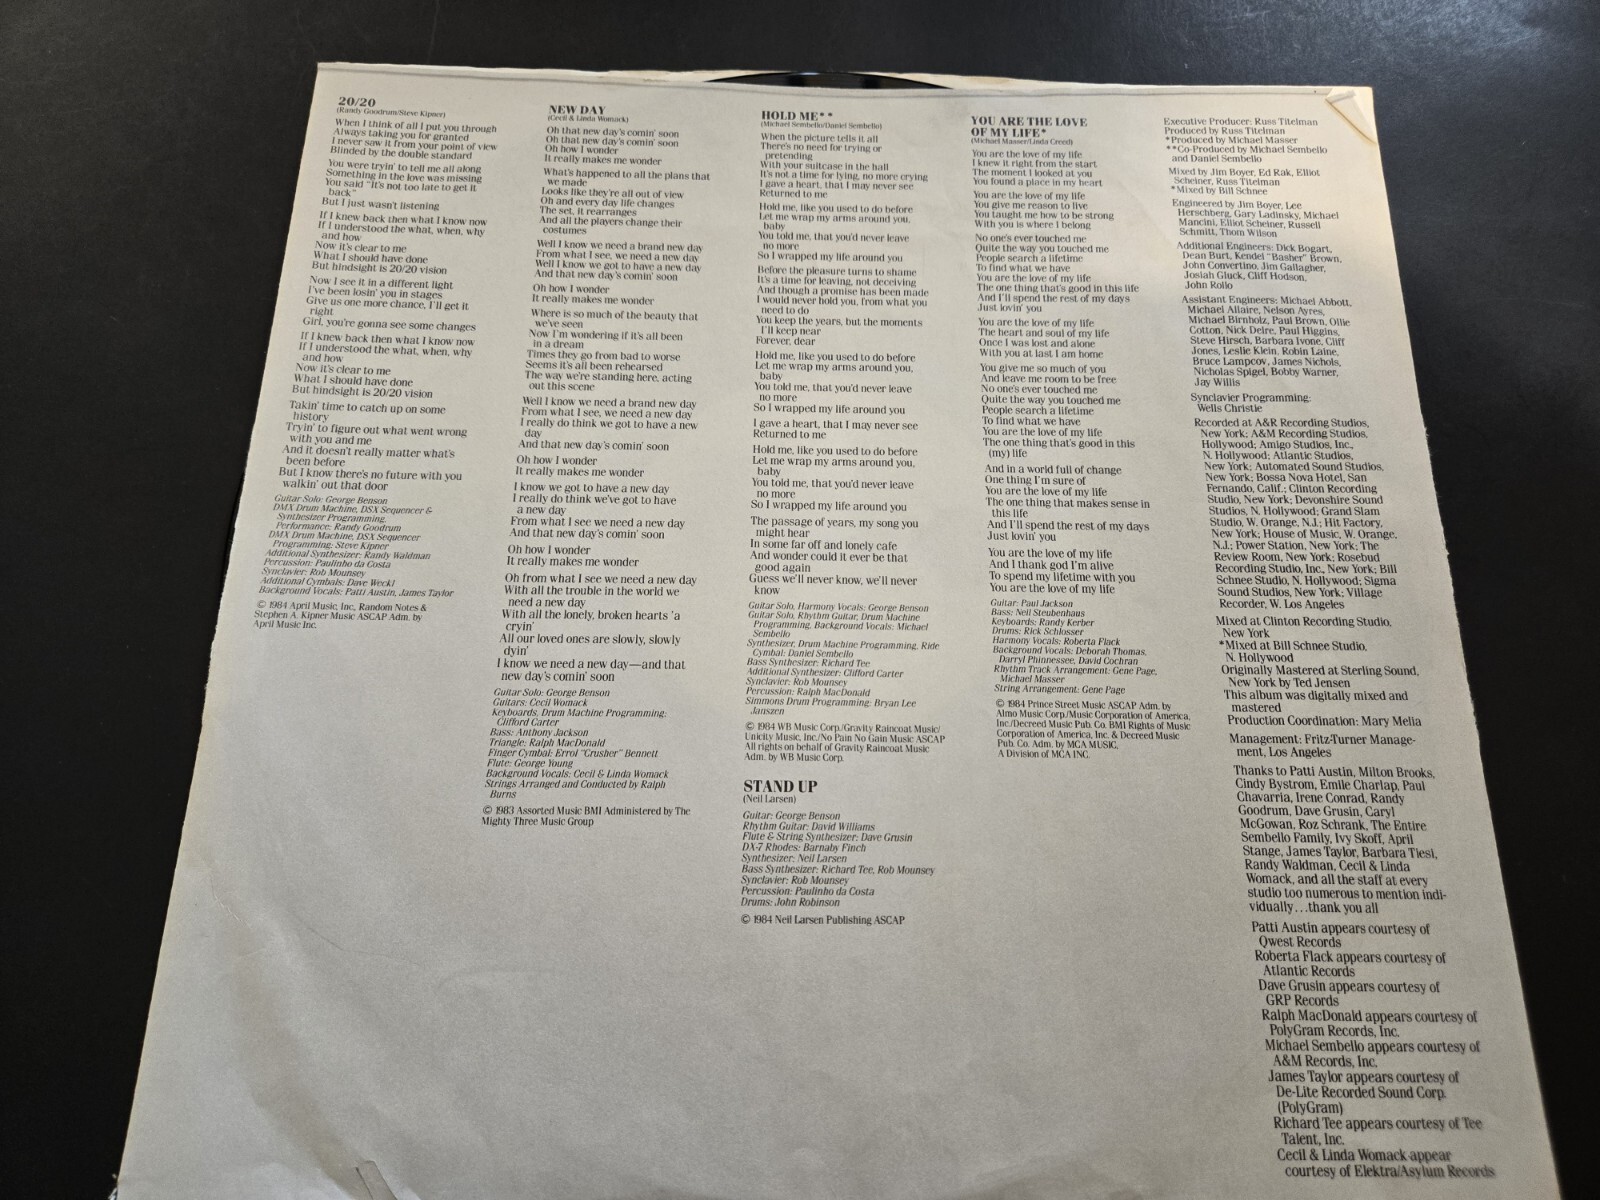 20/20
(Randy Goodrum/Steve Kipner)
When I think of all I put you through
Always taking you for granted
I never saw it from your point of view
Blinded by the double standard
You were tryin' to tell me all along
Something in the love was missing
You said "It's not too late to get it
back"
But I just wasn't listening
If I knew back then what I know now
If I understood the what, when, why
and how
Now it's clear to me
What I should have done
But hindsight is 20/20 vision
Now I see it in a different light
I've been losin' you in stages
Give us one more chance, I'll get it
right
Girl, you're gonna see some changes
If I knew back then what I know now
If I understood the what, when, why
and how
Now it's clear to me
What I should have done
But hindsight is 20/20 vision
Takin' time to catch up on some
history
Tryin' to figure out what went wrong
with you and me
And it doesn't really matter what's
been before
But I know there's no future with you
walkin' out that door
Guitar Solo: George Benson
DMX Drum Machine, DSX Sequencer &
Synthesizer Programming,
Performance: Randy Goodrum
DMX Drum Machine, DSX Sequencer
Programming: Steve Kipner
Additional Synthesizer: Randy Waldman
Percussion: Paulinho da Costa
Synclavier: Rob Mounsey
Additional Cymbals: Dave Weckl
Background Vocals: Patti Austin, James Taylor
© 1984 April Music, Inc, Random Notes &
Stephen A. Kipner Music ASCAP Adm. by
April Music Inc.
NEW DAY
(Cecil & Linda Womack)
Oh that new day's comin' soon
Oh that new day's comin' soon
Oh how I wonder
It really makes me wonder
What's happened to all the plans that
we made
Looks like they're all out of view
Oh and every day life changes
The set, it rearranges
And all the players change their
costumes
Well I know we need a brand new day
From what I see, we need a new day
Well I know we got to have a new day
And that new day's comin' soon
Oh how I wonder
It really makes me wonder
Where is so much of the beauty that
we've seen
Now I'm wondering if it's all been
in a dream
Times they go from bad to worse
Seems it's all been rehearsed
The way we're standing here, acting
out this scene
Well I know we need a brand new day
From what I see, we need a new day
I really do think we got to have a new
day
And that new day's comin' soon
Oh how I wonder
It really makes me wonder
I know we got to have a new day
I really do think we've got to have
a new day
From what I see we need a new day
And that new day's comin' soon
Oh how I wonder
It really makes me wonder
Oh from what I see we need a new day
With all the trouble in the world we
need a new day
With all the lonely, broken hearts 'a
cryin'
All our loved ones are slowly, slowly
dyin'
I know we need a new day—and that
new day's comin' soon
Guitar Solo: George Benson
Guitars: Cecil Womack
Keyboards, Drum Machine Programming:
Clifford Carter
Bass: Anthony Jackson
Triangle: Ralph MacDonald
Finger Cymbal: Errol "Crusher" Bennett
Flute: George Young
Background Vocals: Cecil & Linda Womack
Strings Arranged and Conducted by Ralph
Burns
© 1983 Assorted Music BMI Administered by The
Mighty Three Music Group
HOLD ME**
(Michael Sembello/Daniel Sembello)
When the picture tells it all
There's no need for trying or
pretending
With your suitcase in the hall
It's not a time for lying, no more crying
I gave a heart, that I may never see
Returned to me
Hold me, like you used to do before
Let me wrap my arms around you,
baby
You told me, that you'd never leave
no more
So I wrapped my life around you
Before the pleasure turns to shame
It's a time for leaving, not deceiving
And though a promise has been made
I would never hold you, from what you
need to do
You keep the years, but the moments
I'll keep near
Forever, dear
Hold me, like you used to do before
Let me wrap my arms around you,
baby
You told me, that you'd never leave
no more
So I wrapped my life around you
I gave a heart, that I may never see
Returned to me
Hold me, like you used to do before
Let me wrap my arms around you,
baby
You told me, that you'd never leave
no more
So I wrapped my life around you
The passage of years, my song you
might hear
In some far off and lonely cafe
And wonder could it ever be that
good again
Guess we'll never know, we'll never
know
Guitar Solo, Harmony Vocals: George Benson
Guitar Solo, Rhythm Guitar, Drum Machine
Programming, Background Vocals: Michael
Sembello
Synthesizer, Drum Machine Programming, Ride
Cymbal: Daniel Sembello
Bass Synthesizer: Richard Tee
Additional Synthesizer: Clifford Carter
Synclavier: Rob Mounsey
Percussion: Ralph MacDonald
Simmons Drum Programming: Bryan Lee
Janszen
© 1984 WB Music Corp/Gravity Raincoat Music/
Unicity Music, Inc./No Pain No Gain Music ASCAP
All rights on behalf of Gravity Raincoat Music
Adm. by WB Music Corp.
STAND UP
(Neil Larsen)
Guitar: George Benson
Rhythm Guitar: David Williams
Flute & String Synthesizer: Dave Grusin
DX-7 Rhodes: Barnaby Finch
Synthesizer: Neil Larsen
Bass Synthesizer: Richard Tee, Rob Mounsey
Synclavier: Rob Mounsey
Percussion: Paulinho da Costa
Drums: John Robinson
© 1984 Neil Larsen Publishing ASCAP
YOU ARE THE LOVE
OF MY LIFE*
(Michael Masser/Linda Creed)
You are the love of my life
I knew it right from the start
The moment I looked at you
You found a place in my heart
You are the love of my life
You give me reason to live
You taught me how to be strong
With you is where I belong
No one's ever touched me
Quite the way you touched me
People search a lifetime
To find what we have
You are the love of my life
The one thing that's good in this life
And I'll spend the rest of my days
Just lovin' you
You are the love of my life
The heart and soul of my life
Once I was lost and alone
With you at last I am home
You give me so much of you
And leave me room to be free
No one's ever touched me
Quite the way you touched me
People search a lifetime
To find what we have
You are the love of my life
The one thing that's good in this
(my) life
And in a world full of change
One thing I'm sure of
You are the love of my life
The one thing that makes sense in
this life
And I'll spend the rest of my days
Just lovin' you
You are the love of my life
And I thank god I'm alive
To spend my lifetime with you
You are the love of my life
Guitar: Paul Jackson
Bass: Neil Steubenhaus
Keyboards: Randy Kerber
Drums: Rick Schlosser
Harmony Vocals: Roberta Flack
Background Vocals: Deborah Thomas,
Darryl Phinnessee, David Cochran
Rhythm Track Arrangement: Gene Page,
Michael Masser
String Arrangement: Gene Page
© 1984 Prince Street Music ASCAP Adm. by
Almo Music Corp/Music Corporation of America,
Inc/Decreed Music Pub. Co. BMI Rights of Music
Corporation of America, Inc. & Decreed Music
Pub. Co. Adm. by MCA MUSIC,
A Division of MCA INC.
Executive Producer: Russ Titelman
Produced by Russ Titelman
*Produced by Michael Masser
**Co-Produced by Michael Sembello
and Daniel Sembello
Mixed by Jim Boyer, Ed Rak, Elliot
Scheiner, Russ Titelman
*Mixed by Bill Schnee
Engineered by Jim Boyer, Lee
Herschberg, Gary Ladinsky, Michael
Mancini, Elliot Scheiner, Russell
Schmitt, Thom Wilson
Additional Engineers: Dick Bogart,
Dean Burt, Kendel "Basher" Brown,
John Convertino, Jim Gallagher,
Josiah Gluck, Cliff Hodson,
John Rollo
Assistant Engineers: Michael Abbott,
Michael Allaire, Nelson Ayres,
Michael Birnholz, Paul Brown, Ollie
Cotton, Nick Delre, Paul Higgins,
Steve Hirsch, Barbara Ivone, Cliff
Jones, Leslie Klein, Robin Laine,
Bruce Lampcov, James Nichols,
Nicholas Spigel, Bobby Warner,
Jay Willis
Synclavier Programming:
Wells Christie
Recorded at A&R Recording Studios,
New York; A&M Recording Studios,
Hollywood; Amigo Studios, Inc.,
N. Hollywood; Atlantic Studios,
New York; Automated Sound Studios,
New York; Bossa Nova Hotel, San
Fernando, Calif.; Clinton Recording
Studio, New York; Devonshire Sound
Studios, N. Hollywood; Grand Slam
Studio, W. Orange, N.J.; Hit Factory,
New York; House of Music, W. Orange,
N.J.; Power Station, New York; The
Review Room, New York; Rosebud
Recording Studio, Inc., New York; Bill
Schnee Studio, N. Hollywood; Sigma
Sound Studios, New York; Village
Recorder, W. Los Angeles
Mixed at Clinton Recording Studio,
New York
*Mixed at Bill Schnee Studio,
N. Hollywood
Originally Mastered at Sterling Sound,
New York by Ted Jensen
This album was digitally mixed and
mastered
Production Coordination: Mary Melia
Management: Fritz-Turner Manage-
ment, Los Angeles
Thanks to Patti Austin, Milton Brooks,
Cindy Bystrom, Emile Charlap, Paul
Chavarria, Irene Conrad, Randy
Goodrum, Dave Grusin, Caryl
McGowan, Roz Schrank, The Entire
Sembello Family, Ivy Skoff, April
Stange, James Taylor, Barbara Tiesi,
Randy Waldman, Cecil & Linda
Womack, and all the staff at every
studio too numerous to mention indi-
vidually...thank you all
Patti Austin appears courtesy of
Qwest Records
Roberta Flack appears courtesy of
Atlantic Records
Dave Grusin appears courtesy of
GRP Records
Ralph MacDonald appears courtesy of
PolyGram Records, Inc.
Michael Sembello appears courtesy of
A&M Records, Inc.
James Taylor appears courtesy of
De-Lite Recorded Sound Corp.
(PolyGram)
Richard Tee appears courtesy of Tee
Talent, Inc.
Cecil & Linda Womack appear
courtesy of Elektra/Asylum Records